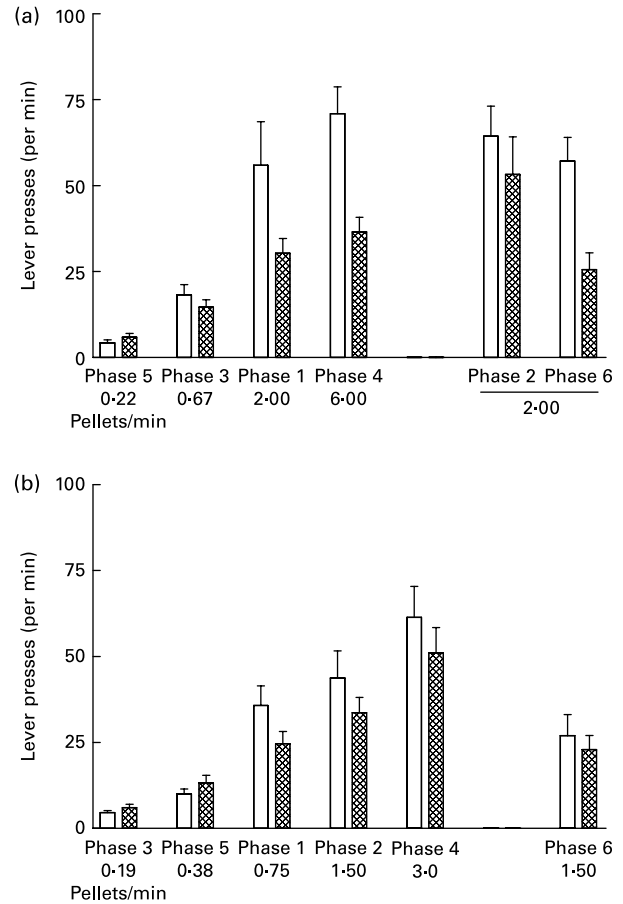 (a)
100
75
50
25
0
Lever presses (per min)
Phase 5 Phase 3 Phase 1 Phase 4 Phase 2 Phase 6
0·22 0·67 2·00 6·00 2·00
Pellets/min
(b)
100
75
50
25
0
Lever presses (per min)
Phase 3 Phase 5 Phase 1 Phase 2 Phase 4 Phase 6
0·19 0·38 0·75 1·50 3·0 1·50
Pellets/min